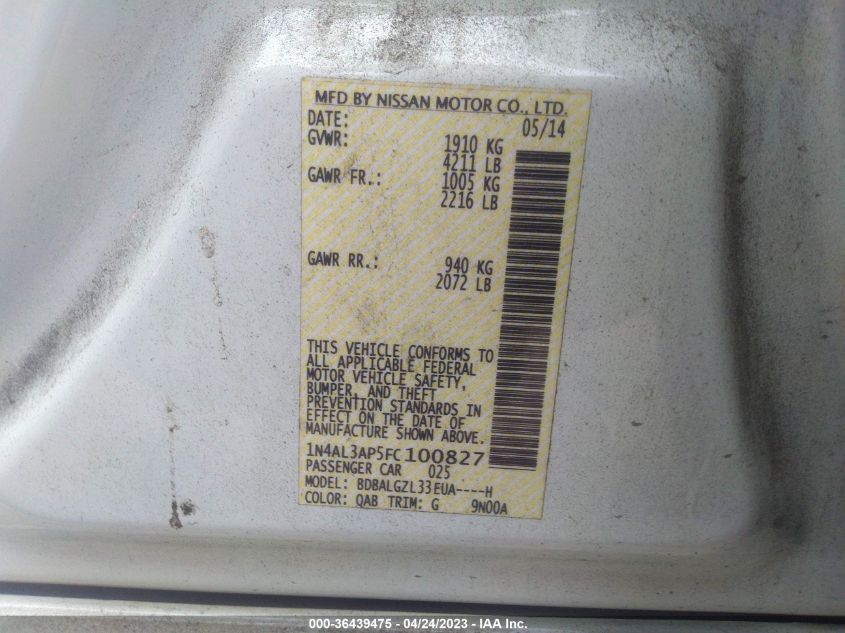 MFD BY NISSAN MOTOR CO., LTD.
DATE: 05/14
GVWR: 1910 KG
4211 LB
GAWR FR.: 1005 KG
2216 LB
GAWR RR.: 940 KG
2072 LB
THIS VEHICLE CONFORMS TO
ALL APPLICABLE FEDERAL
MOTOR VEHICLE SAFETY,
BUMPER, AND THEFT
PREVENTION STANDARDS IN
EFFECT ON THE DATE OF
MANUFACTURE SHOWN ABOVE.
1N4AL3AP5FC100827
PASSENGER CAR 025
MODEL: BDBALGZL33EUA----H
COLOR: QAB TRIM: G 9N00A
000-36439475 - 04/24/2023 - IAA Inc.